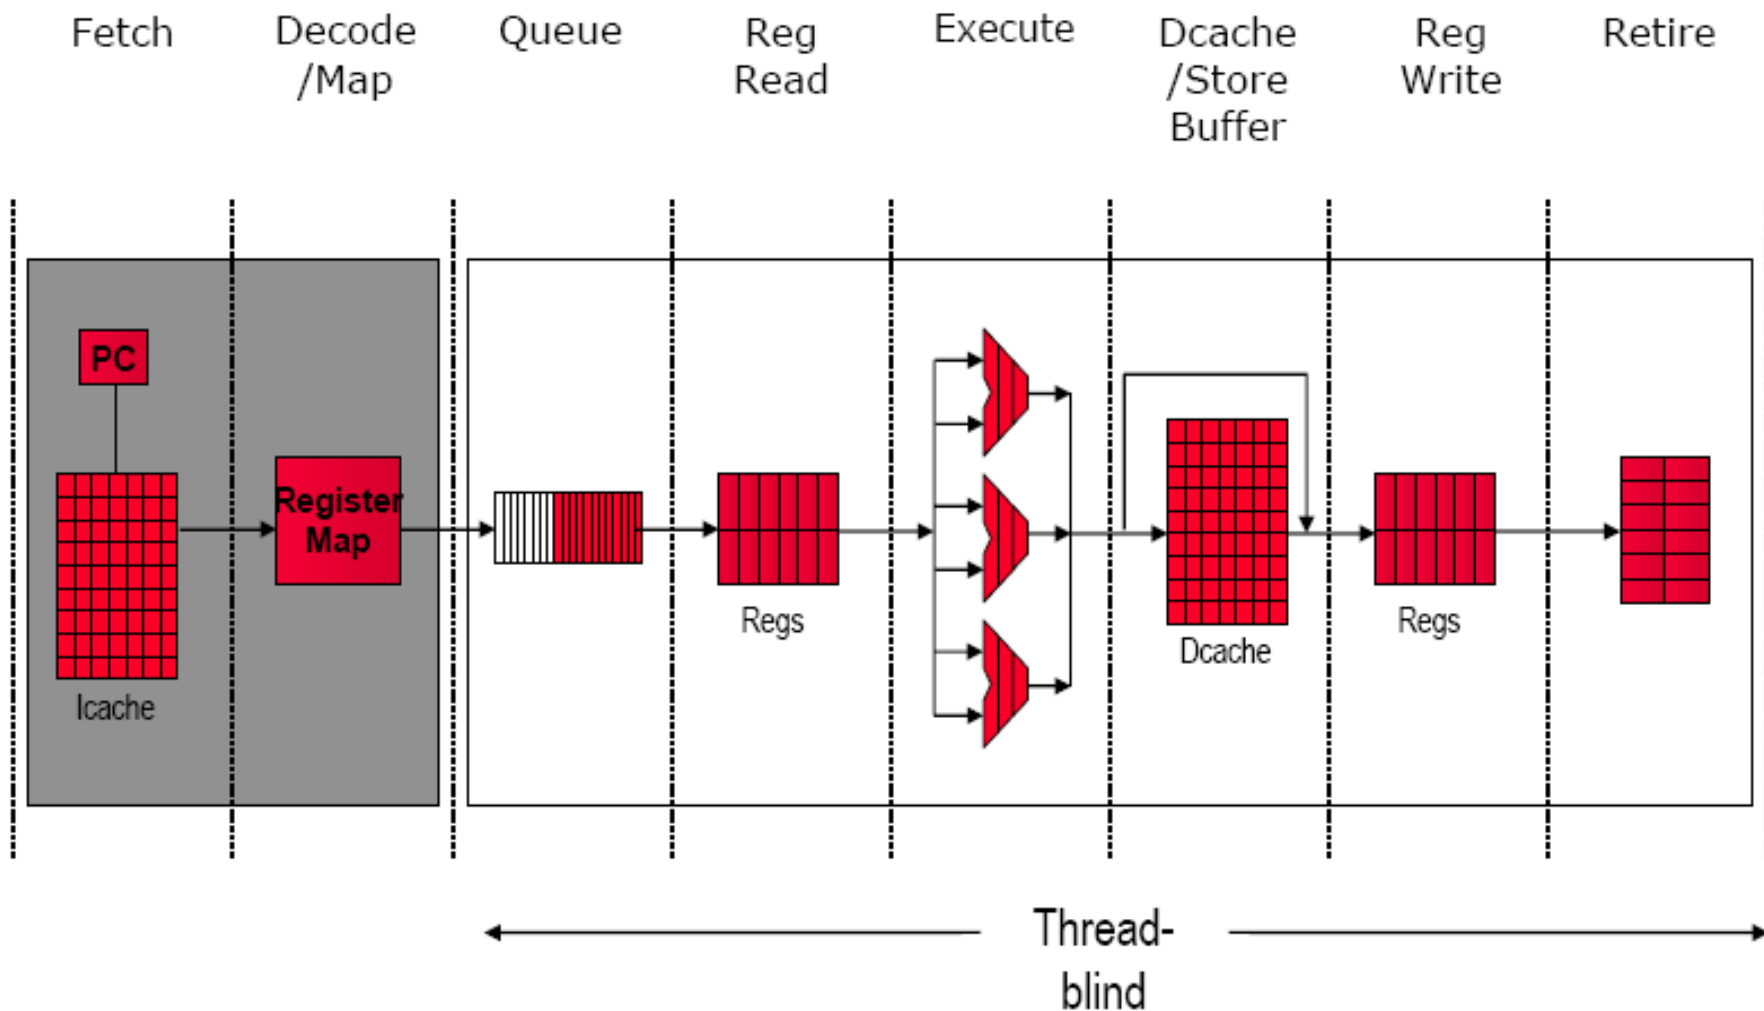 Fetch
Decode
/Map
Queue
Reg
Read
Execute
Dcache
/Store
Buffer
Reg
Write
Retire
PC
Register
Map
Icache
Regs
Dcache
Regs
Thread-
blind